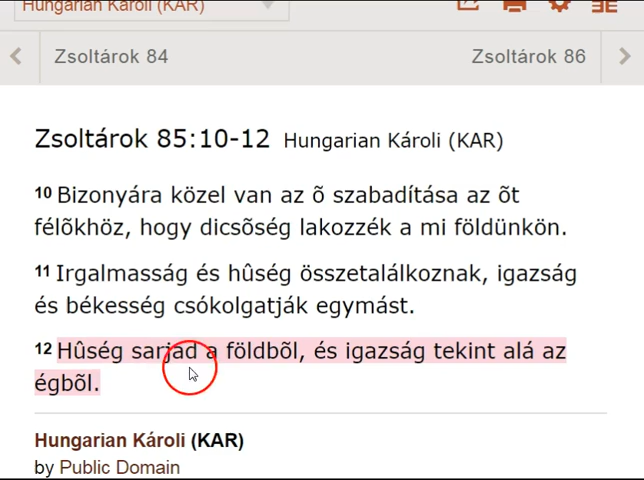 Hungarian Károli (KAR)
Zsoltárok 84
Zsoltárok 86
Zsoltárok 85:10-12 Hungarian Károli (KAR)
10 Bizonyára közel van az õ szabadítása az õt
félõkhöz, hogy dicsõség lakozzék a mi földünkön.
11 Irgalmasság és hûség összetalálkoznak, igazság
és békesség csókolgatják egymást.
12 Hûség sarjad a földbõl, és igazság tekint alá az
égbõl.
Hungarian Károli (KAR)
by Public Domain